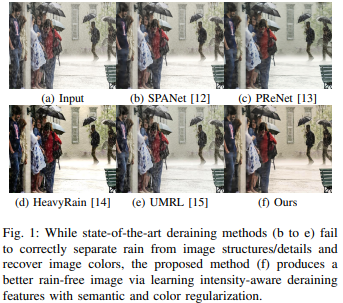 (a) Input (b) SPANet [12] (c) PReNet [13]
(d) HeavyRain [14] (e) UMRL [15] (f) Ours
Fig. 1: While state-of-the-art deraining methods (b to e) fail
to correctly separate rain from image structures/details and
recover image colors, the proposed method (f) produces a
better rain-free image via learning intensity-aware deraining
features with semantic and color regularization.